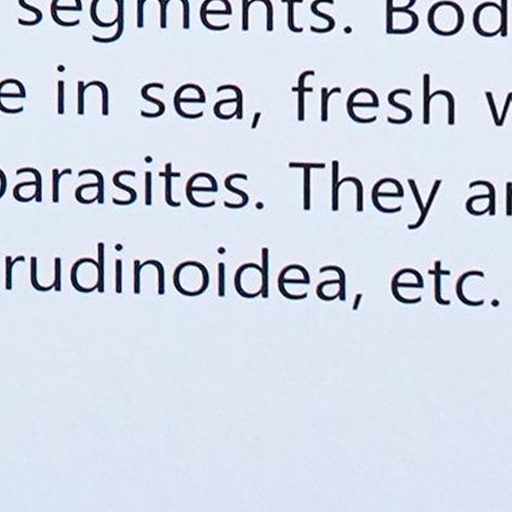 segments. Bod
e in sea, fresh w
parasites. They ar
rudinoidea, etc.